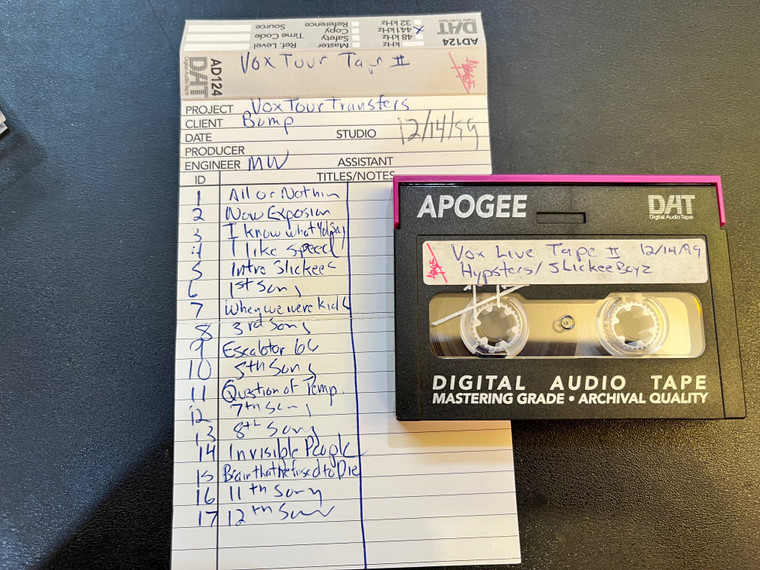 DAT
AD124
kHz
48 kHz
44.1 kHz
32 kHz
Master
Safety
Copy
Reference
Ref. Level
Time Code
Source
DAT
Digital Audio Tape
AD124
Vox Tour Tape II
PROJECT Vox Tour Transfers
CLIENT Bomp
DATE STUDIO 12/14/99
PRODUCER
ENGINEER MW ASSISTANT
ID TITLES/NOTES
1 All or Nothin
2 Now Exposion
3 I know what You Say
4 I like speed
5 Intro Slickees
6 1st Song
7 When we were Kids
8 3rd Song
9 Escalator 66
10 5th Song
11 Question of Temp.
12 7th Song
13 8th Song
14 Invisible People
15 Brain that Refused to Die
16 11th Song
17 12th Song
APOGEE
DAT
Digital Audio Tape
Vox Live Tape II 12/14/99
Hypsters/Slickee Boyz
DIGITAL AUDIO TAPE
MASTERING GRADE • ARCHIVAL QUALITY